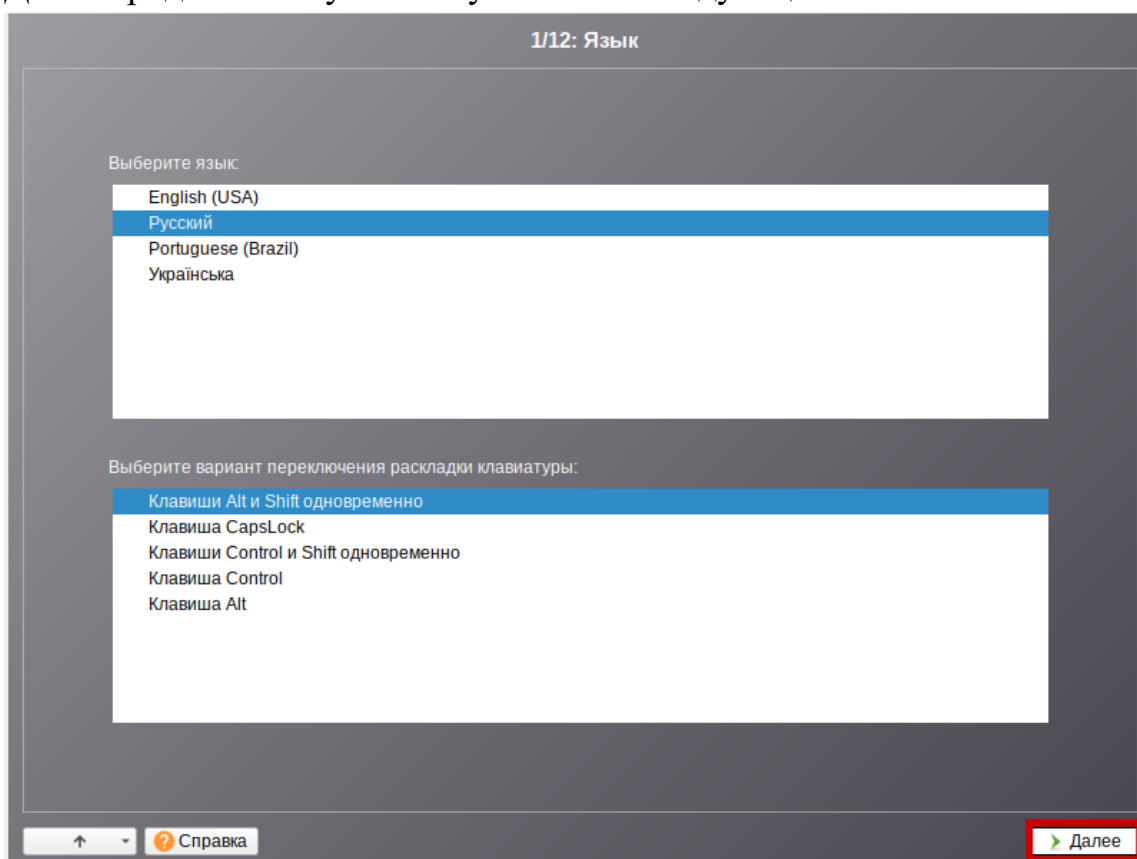 1/12: Язык
Выберите язык:
English (USA)
Русский
Portuguese (Brazil)
Українська
Выберите вариант переключения раскладки клавиатуры:
Клавиши Alt и Shift одновременно
Клавиша CapsLock
Клавиши Control и Shift одновременно
Клавиша Control
Клавиша Alt
Справка
Далее